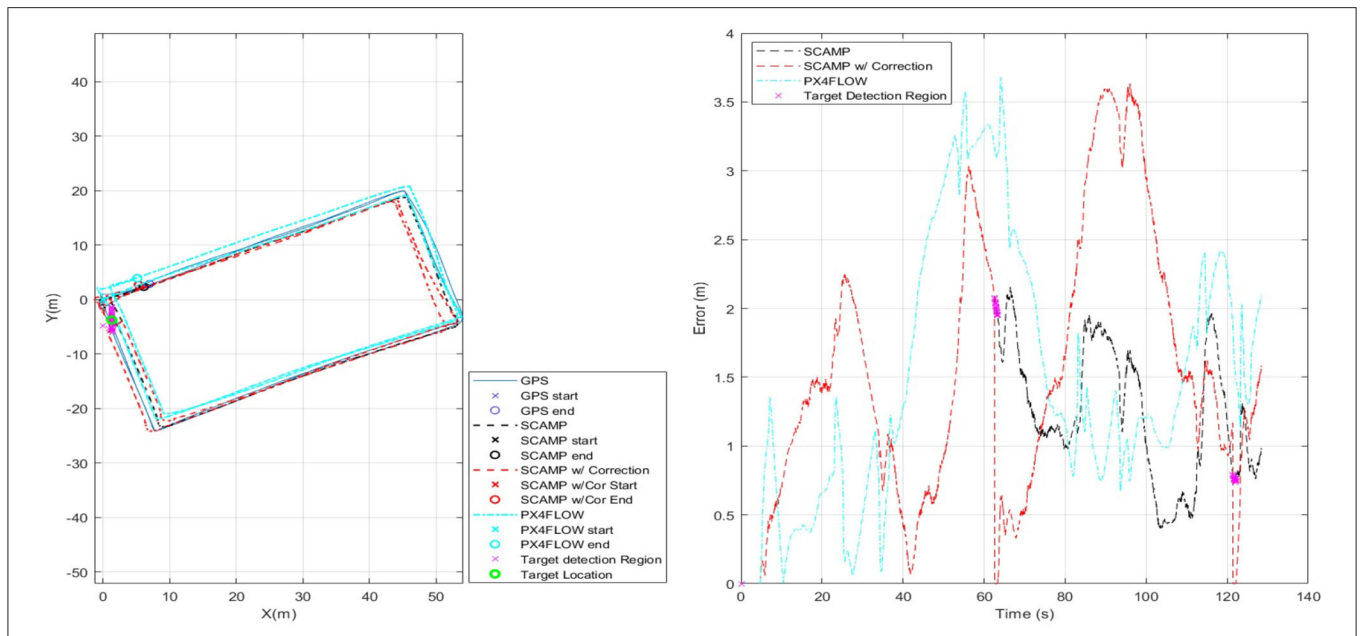 40
30
20
10
0
-10
-20
-30
-40
-50
Y(m)
0
10
20
30
40
50
X(m)
GPS
GPS start
GPS end
SCAMP
SCAMP start
SCAMP end
SCAMP w/ Correction
SCAMP w/Cor Start
SCAMP w/Cor End
PX4FLOW
PX4FLOW start
PX4FLOW end
Target detection Region
Target Location
4
3.5
3
2.5
2
1.5
1
0.5
0
Error (m)
SCAMP
SCAMP w/ Correction
PX4FLOW
Target Detection Region
0
20
40
60
80
100
120
140
Time (s)